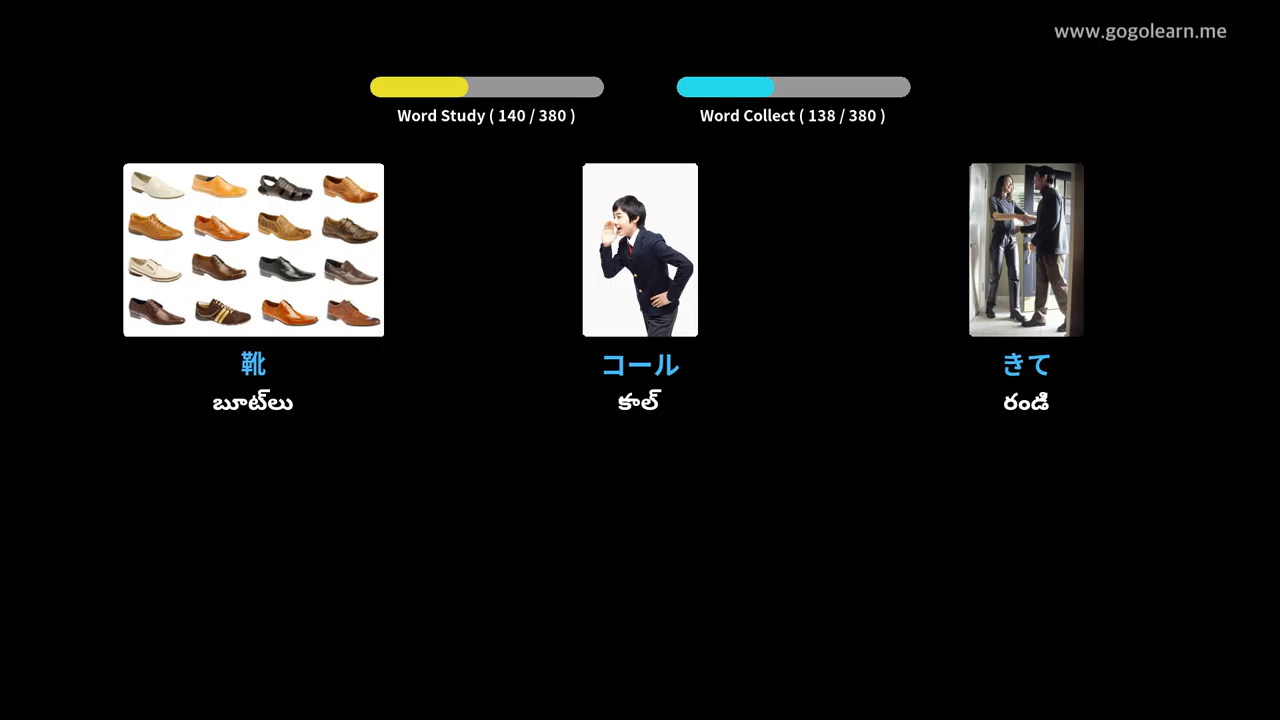 www.gogolearn.me
Word Study ( 140 / 380 )
Word Collect ( 138 / 380 )
靴
బూట్‌లు
コール
కాల్
きて
రండి